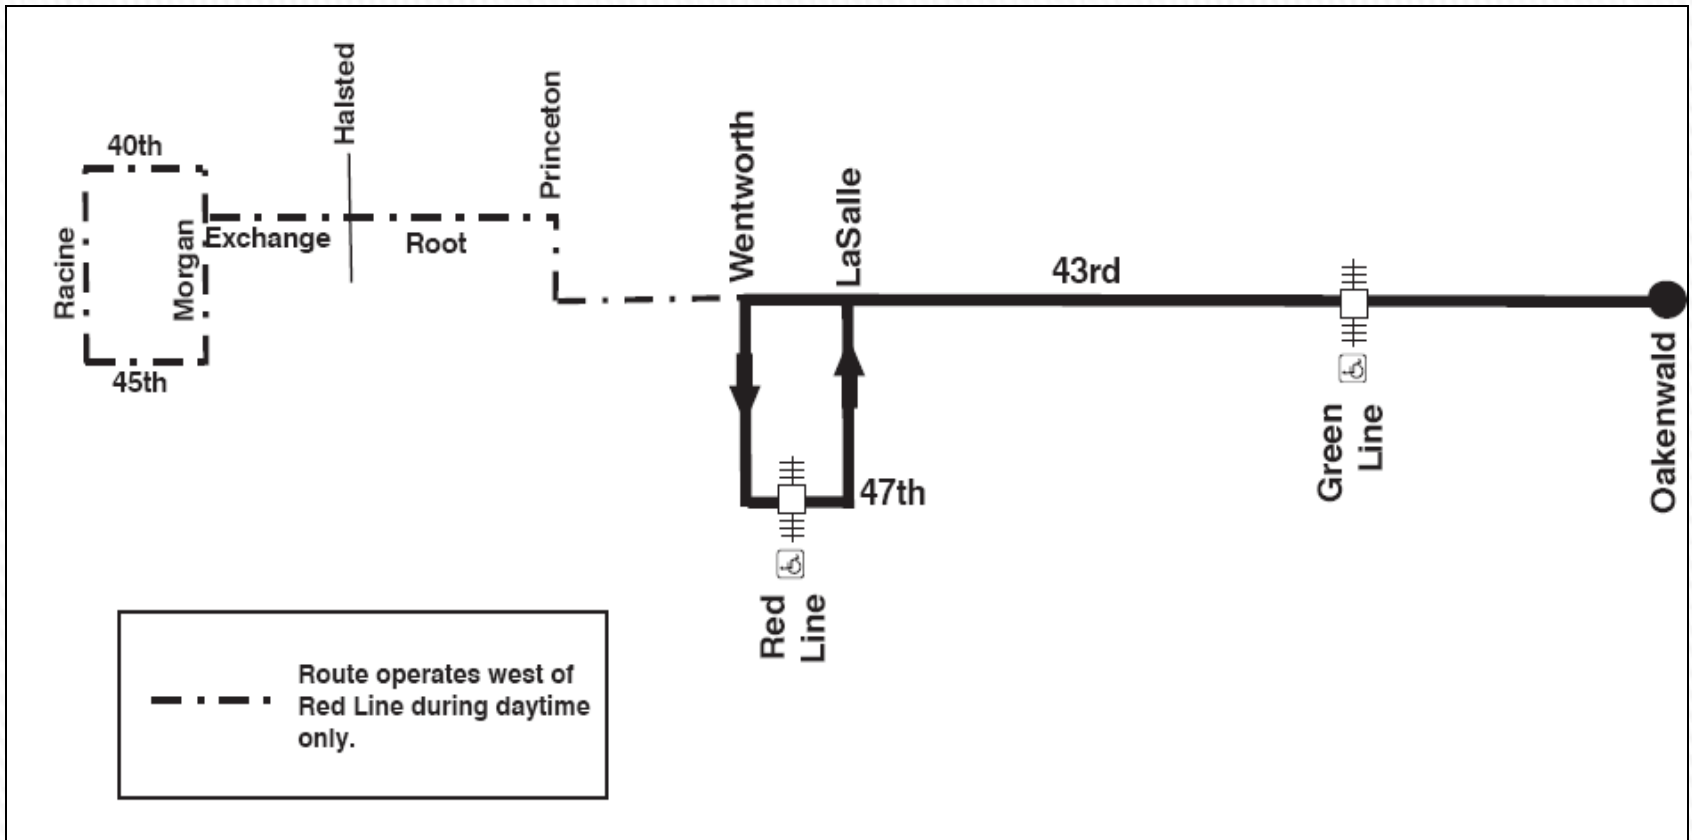 Halsted
Princeton
40th
Wentworth
LaSalle
Racine
Morgan
Exchange
Root
43rd
45th
47th
Green
Line
Oakenwald
Red
Line
Route operates west of
Red Line during daytime
only.